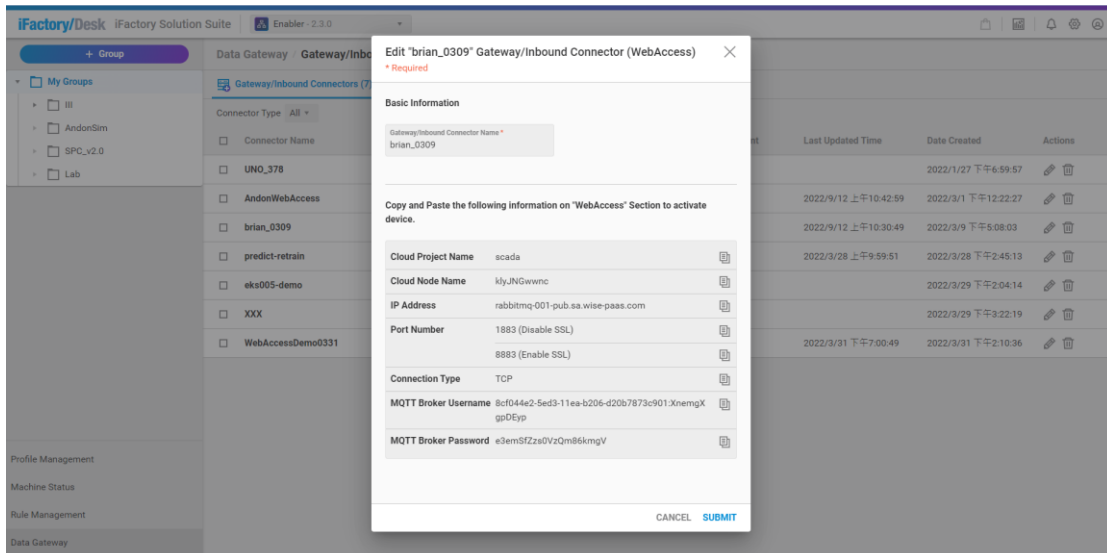 iFactory/Desk iFactory Solution Suite Enabler - 2.3.0
+ Group
My Groups
III
AndonSim
SPC_v2.0
Lab
Profile Management
Machine Status
Rule Management
Data Gateway
Data Gateway / Gateway/Inbo
Gateway/Inbound Connectors (7)
Connector Type All
Connector Name nt Last Updated Time Date Created Actions
UNO_378 2022/1/27 下午6:59:57
AndonWebAccess 2022/9/12 上午10:42:59 2022/3/1 下午12:22:27
brian_0309 2022/9/12 上午10:30:49 2022/3/9 下午5:08:03
predict-retrain 2022/3/28 上午9:59:51 2022/3/28 下午2:45:13
eks005-demo 2022/3/29 下午2:04:14
XXX 2022/3/29 下午3:22:19
WebAccessDemo0331 2022/3/31 下午7:00:49 2022/3/31 下午2:10:36
Edit "brian_0309" Gateway/Inbound Connector (WebAccess)
* Required
Basic Information
Gateway/Inbound Connector Name *
brian_0309
Copy and Paste the following information on "WebAccess" Section to activate
device.
Cloud Project Name scada
Cloud Node Name klyJNGwwnc
IP Address rabbitmq-001-pub.sa.wise-paas.com
Port Number 1883 (Disable SSL)
8883 (Enable SSL)
Connection Type TCP
MQTT Broker Username 8cf044e2-5ed3-11ea-b206-d20b7873c901:XnemgX
gpDEyp
MQTT Broker Password e3emSfZzs0VzQm86kmgV
CANCEL SUBMIT